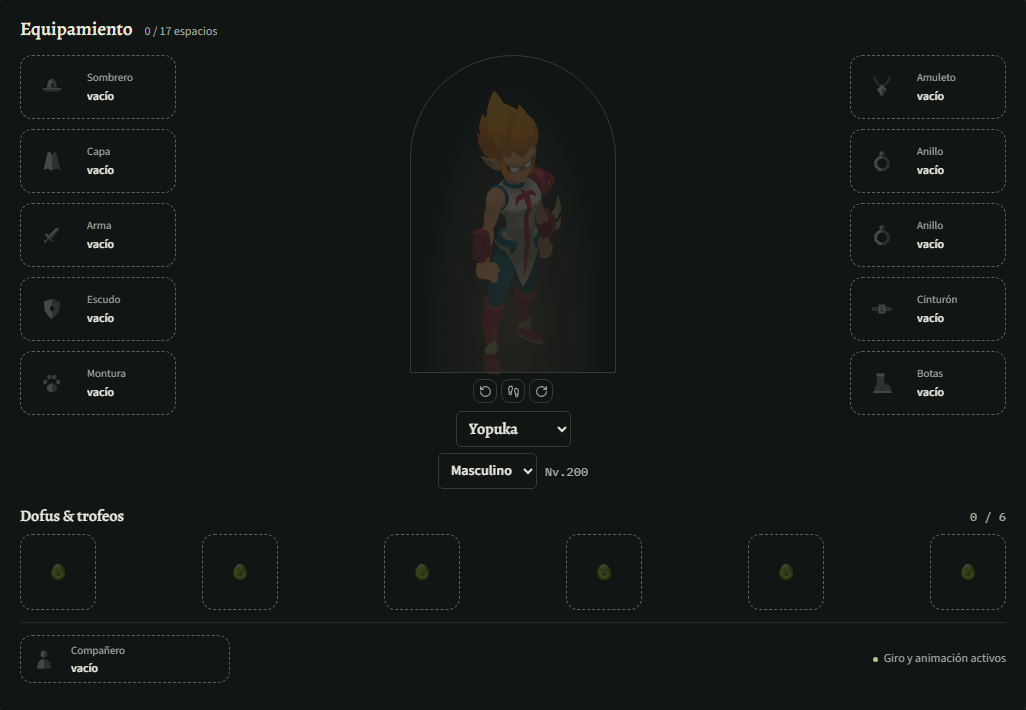 Equipamiento 0 / 17 espacios
Sombrero
vacío
Capa
vacío
Arma
vacío
Escudo
vacío
Montura
vacío
Amuleto
vacío
Anillo
vacío
Anillo
vacío
Cinturón
vacío
Botas
vacío
Yopuka
Masculino Nv.200
Dofus & trofeos 0 / 6
Compañero
vacío
Giro y animación activos